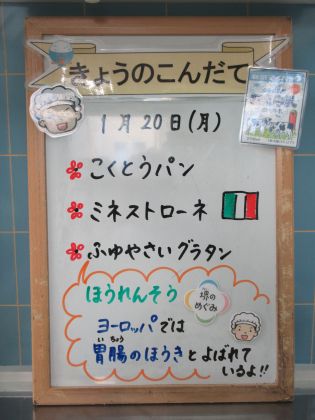 きょうのこんだて
1月20日(月)
こくとうパン
ミネストローネ
ふゆやさいグラタン
ほうれんそう
堺の
めぐみ
ヨーロッパでは
い ちょう
胃腸のほうきとよばれて
いるよ!!